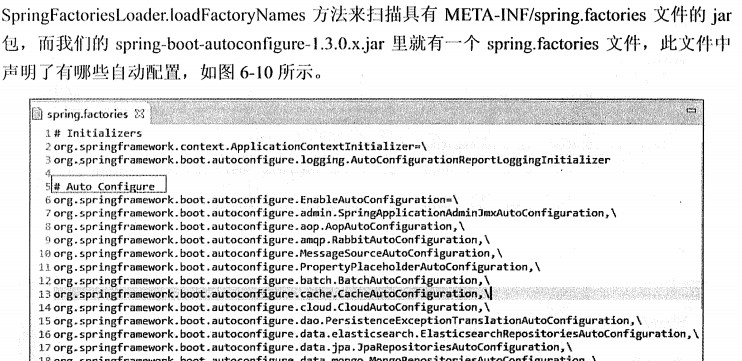 SpringFactoriesLoader.loadFactoryNames 方法来扫描具有 META-INF/spring.factories 文件的 jar
包，而我们的 spring-boot-autoconfigure-1.3.0.x.jar 里就有一个 spring.factories 文件，此文件中
声明了有哪些自动配置，如图 6-10 所示。
spring.factories
1 # Initializers
2 org.springframework.context.ApplicationContextInitializer=\
3 org.springframework.boot.autoconfigure.logging.AutoConfigurationReportLoggingInitializer
4
5 # Auto Configure
6 org.springframework.boot.autoconfigure.EnableAutoConfiguration=\
7 org.springframework.boot.autoconfigure.admin.SpringApplicationAdminJmxAutoConfiguration,\
8 org.springframework.boot.autoconfigure.aop.AopAutoConfiguration,\
9 org.springframework.boot.autoconfigure.amqp.RabbitAutoConfiguration,\
10 org.springframework.boot.autoconfigure.MessageSourceAutoConfiguration,\
11 org.springframework.boot.autoconfigure.PropertyPlaceholderAutoConfiguration,\
12 org.springframework.boot.autoconfigure.batch.BatchAutoConfiguration,\
13 org.springframework.boot.autoconfigure.cache.CacheAutoConfiguration,\
14 org.springframework.boot.autoconfigure.cloud.CloudAutoConfiguration,\
15 org.springframework.boot.autoconfigure.dao.PersistenceExceptionTranslationAutoConfiguration,\
16 org.springframework.boot.autoconfigure.data.elasticsearch.ElasticsearchRepositoriesAutoConfiguration,\
17 org.springframework.boot.autoconfigure.data.jpa.JpaRepositoriesAutoConfiguration,\
18 org.springframework.boot.autoconfigure.data.mongo.MongoRepositoriesAutoConfiguration,\